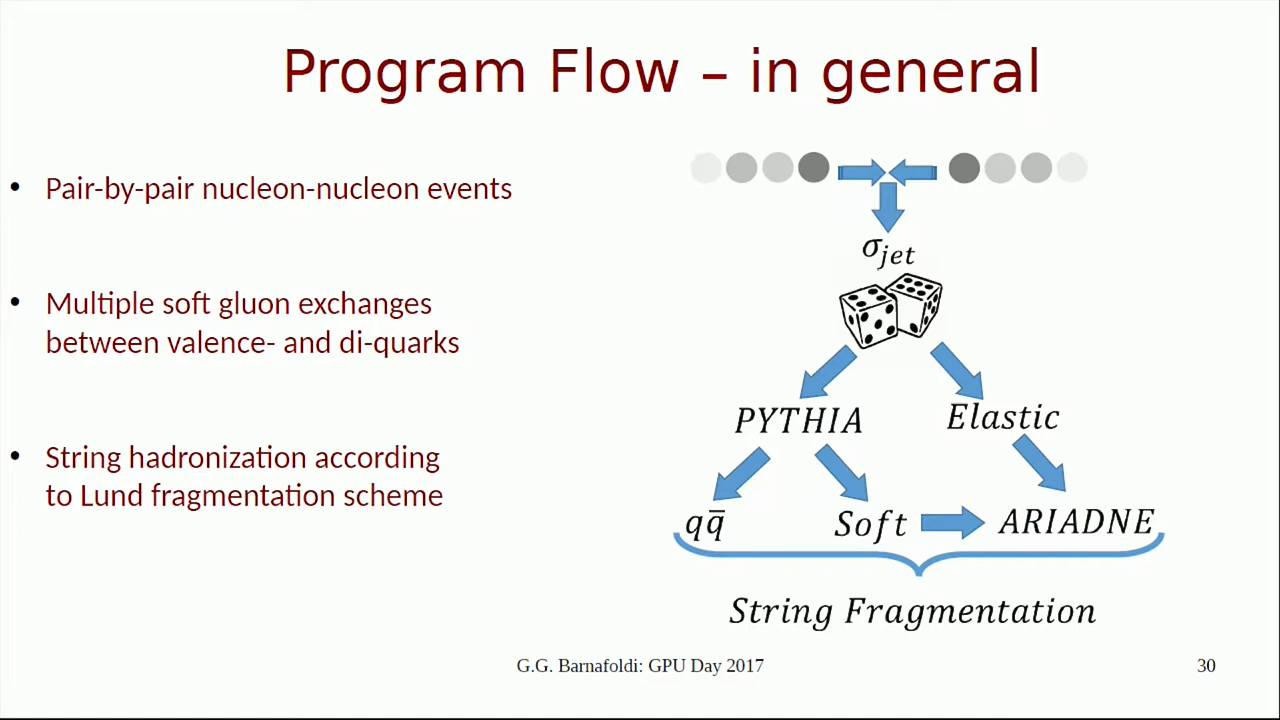 Program Flow – in general
• Pair-by-pair nucleon-nucleon events
• Multiple soft gluon exchanges
between valence- and di-quarks
• String hadronization according
to Lund fragmentation scheme
σ_jet
PYTHIA
Elastic
qq̄
Soft
ARIADNE
String Fragmentation
G.G. Barnafoldi: GPU Day 2017
30